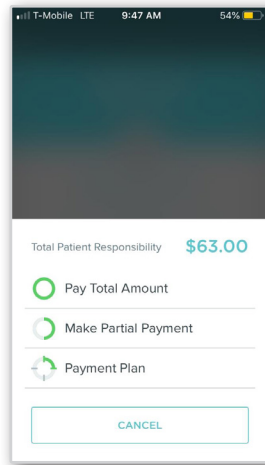 T-Mobile LTE 9:47 AM 54%
Total Patient Responsibility $63.00
Pay Total Amount
Make Partial Payment
Payment Plan
CANCEL